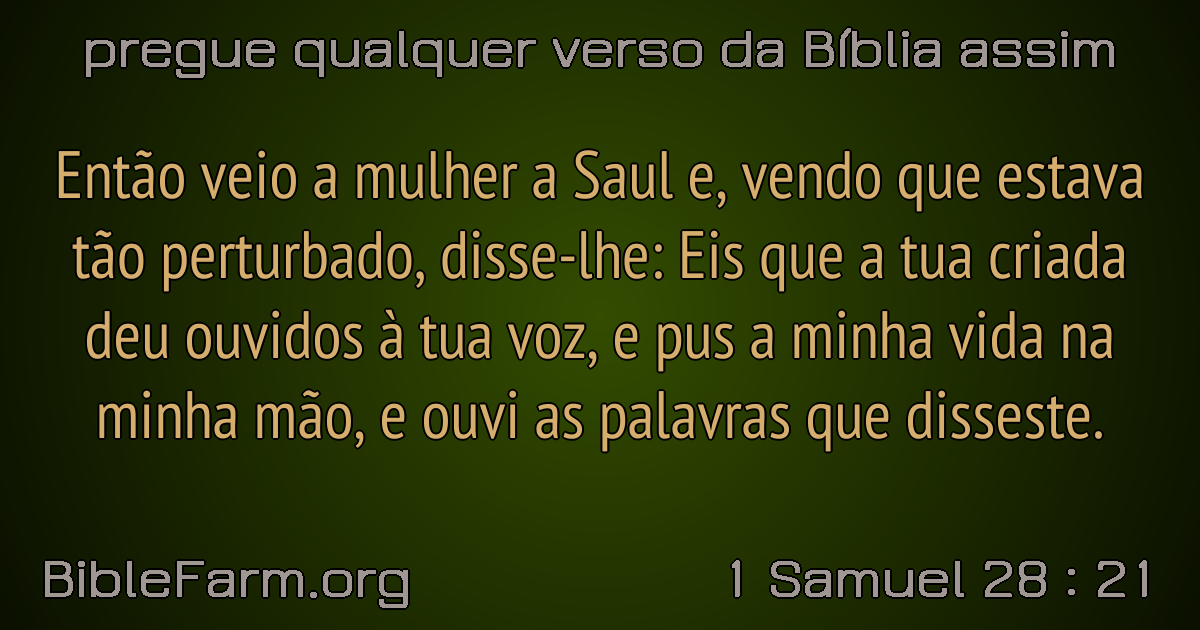 pregue qualquer verso da Bíblia assim
Então veio a mulher a Saul e, vendo que estava
tão perturbado, disse-lhe: Eis que a tua criada
deu ouvidos à tua voz, e pus a minha vida na
minha mão, e ouvi as palavras que disseste.
BibleFarm.org
1 Samuel 28 : 21